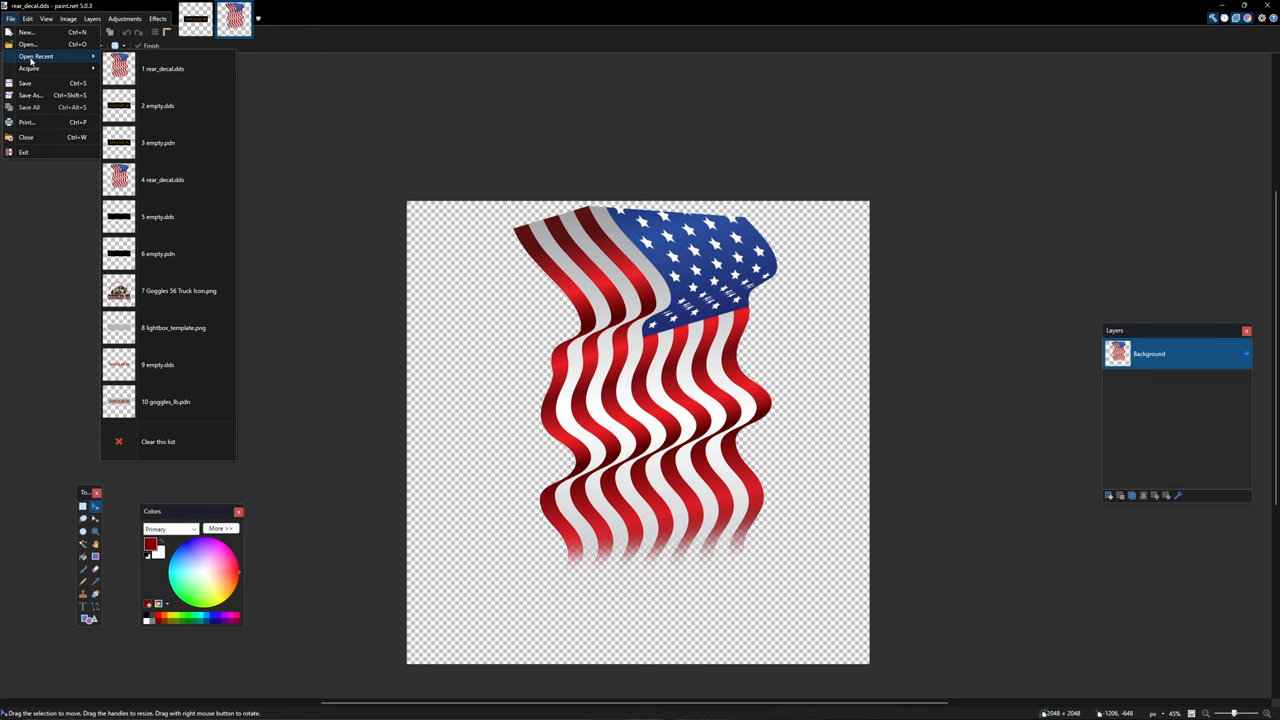 rear_decal.dds - paint.net 5.0.3
File Edit View Image Layers Adjustments Effects
New... Ctrl+N
Open... Ctrl+O
Open Recent
Acquire
Save Ctrl+S
Save As... Ctrl+Shift+S
Save All Ctrl+Alt+S
Print... Ctrl+P
Close Ctrl+W
Exit
Finish
1 rear_decal.dds
2 empty.dds
3 empty.pdn
4 rear_decal.dds
5 empty.dds
6 empty.pdn
7 Goggles 56 Truck Icon.png
8 lightbox_template.png
9 empty.dds
10 goggles_lb.pdn
Clear this list
Layers
Background
To...
Colors
Primary
More >>
Drag the selection to move. Drag the handles to resize. Drag with right mouse button to rotate.
2048 × 2048
-1206, -648
px
45%